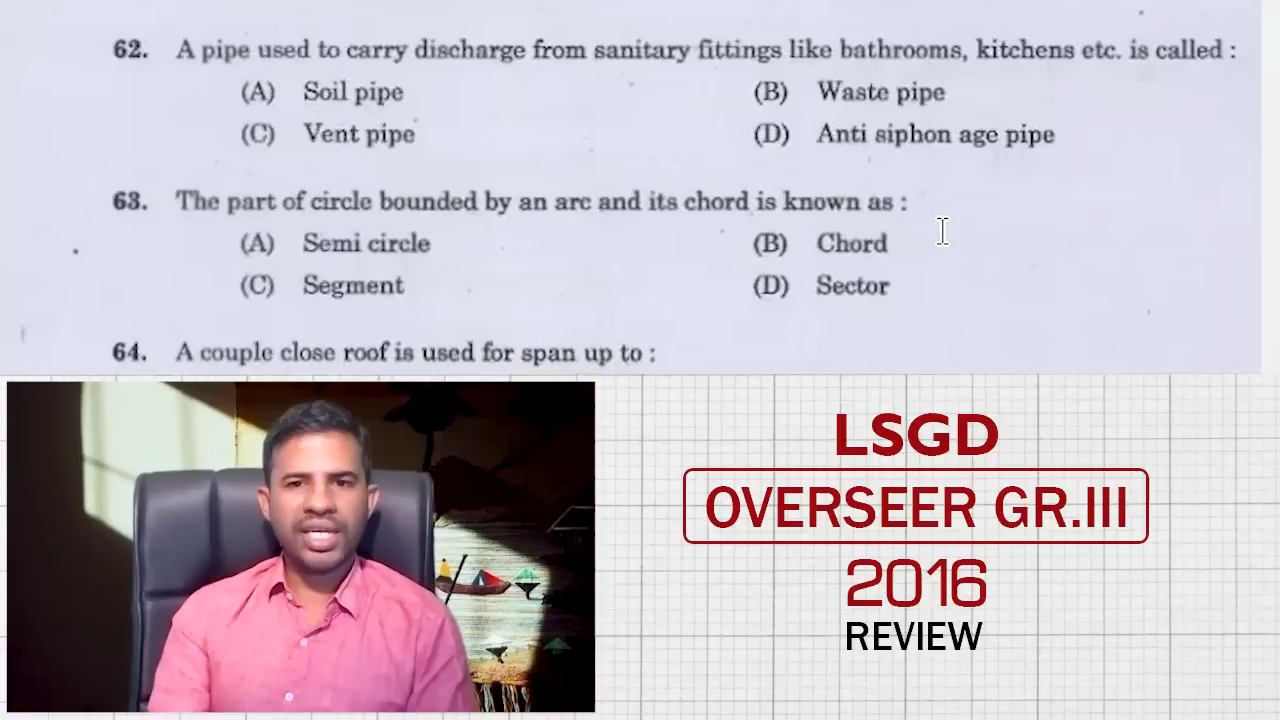 62. A pipe used to carry discharge from sanitary fittings like bathrooms, kitchens etc. is called :
(A) Soil pipe (B) Waste pipe
(C) Vent pipe (D) Anti siphon age pipe
63. The part of circle bounded by an arc and its chord is known as :
(A) Semi circle (B) Chord
(C) Segment (D) Sector
64. A couple close roof is used for span up to :
LSGD
OVERSEER GR.III
2016
REVIEW